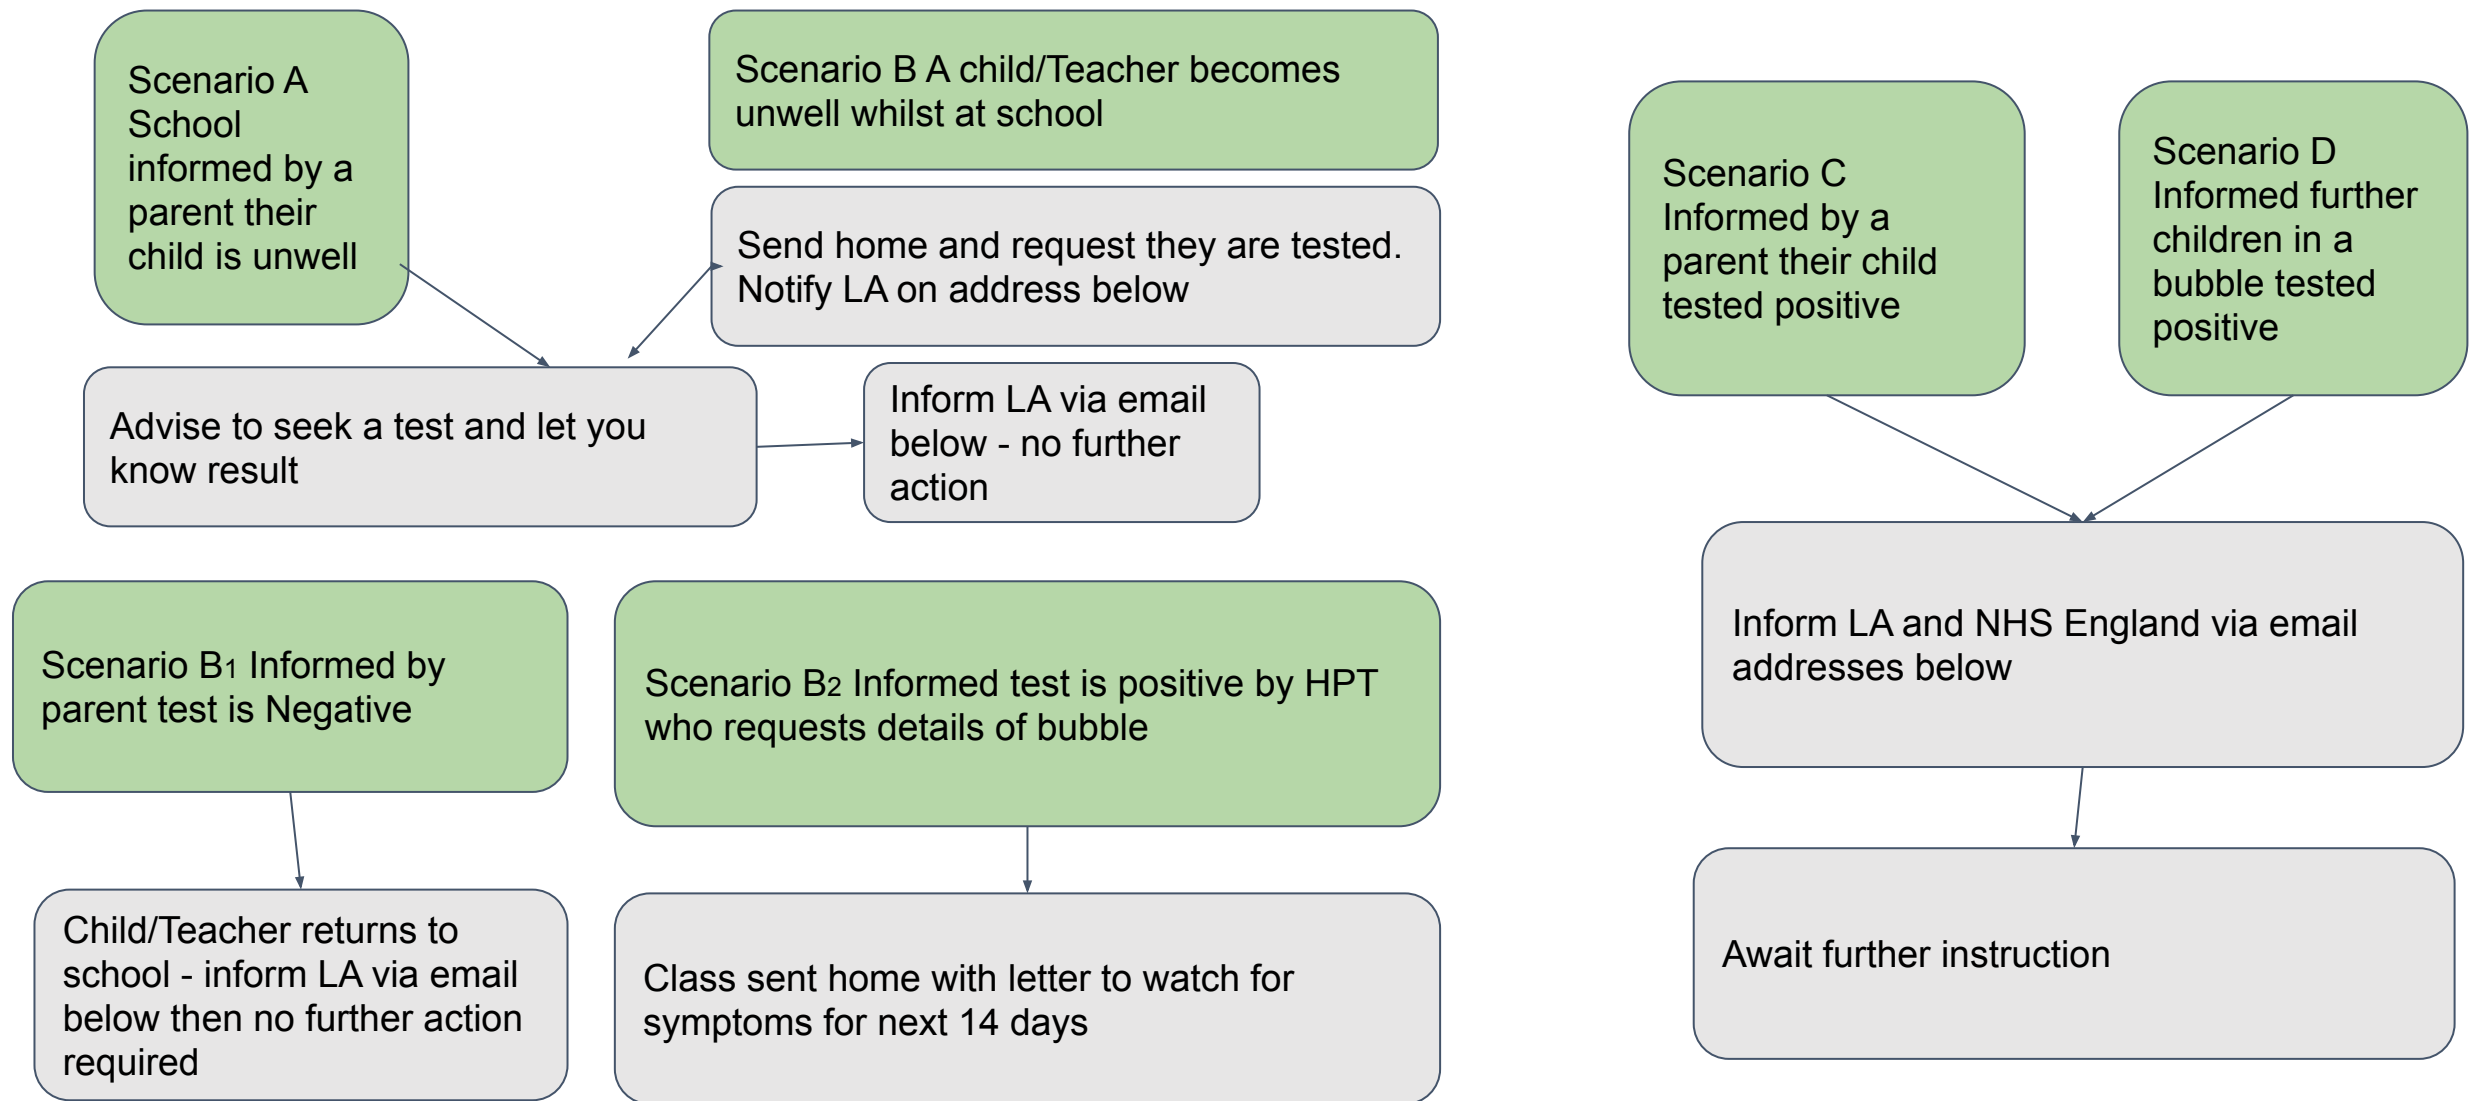 Scenario A
School
informed by a
parent their
child is unwell
Scenario B A child/Teacher becomes
unwell whilst at school
Send home and request they are tested.
Notify LA on address below
Advise to seek a test and let you
know result
Inform LA via email
below - no further
action
Scenario B1 Informed by
parent test is Negative
Scenario B2 Informed test is positive by HPT
who requests details of bubble
Child/Teacher returns to
school - inform LA via email
below then no further action
required
Class sent home with letter to watch for
symptoms for next 14 days
Scenario C
Informed by a
parent their child
tested positive
Scenario D
Informed further
children in a
bubble tested
positive
Inform LA and NHS England via email
addresses below
Await further instruction